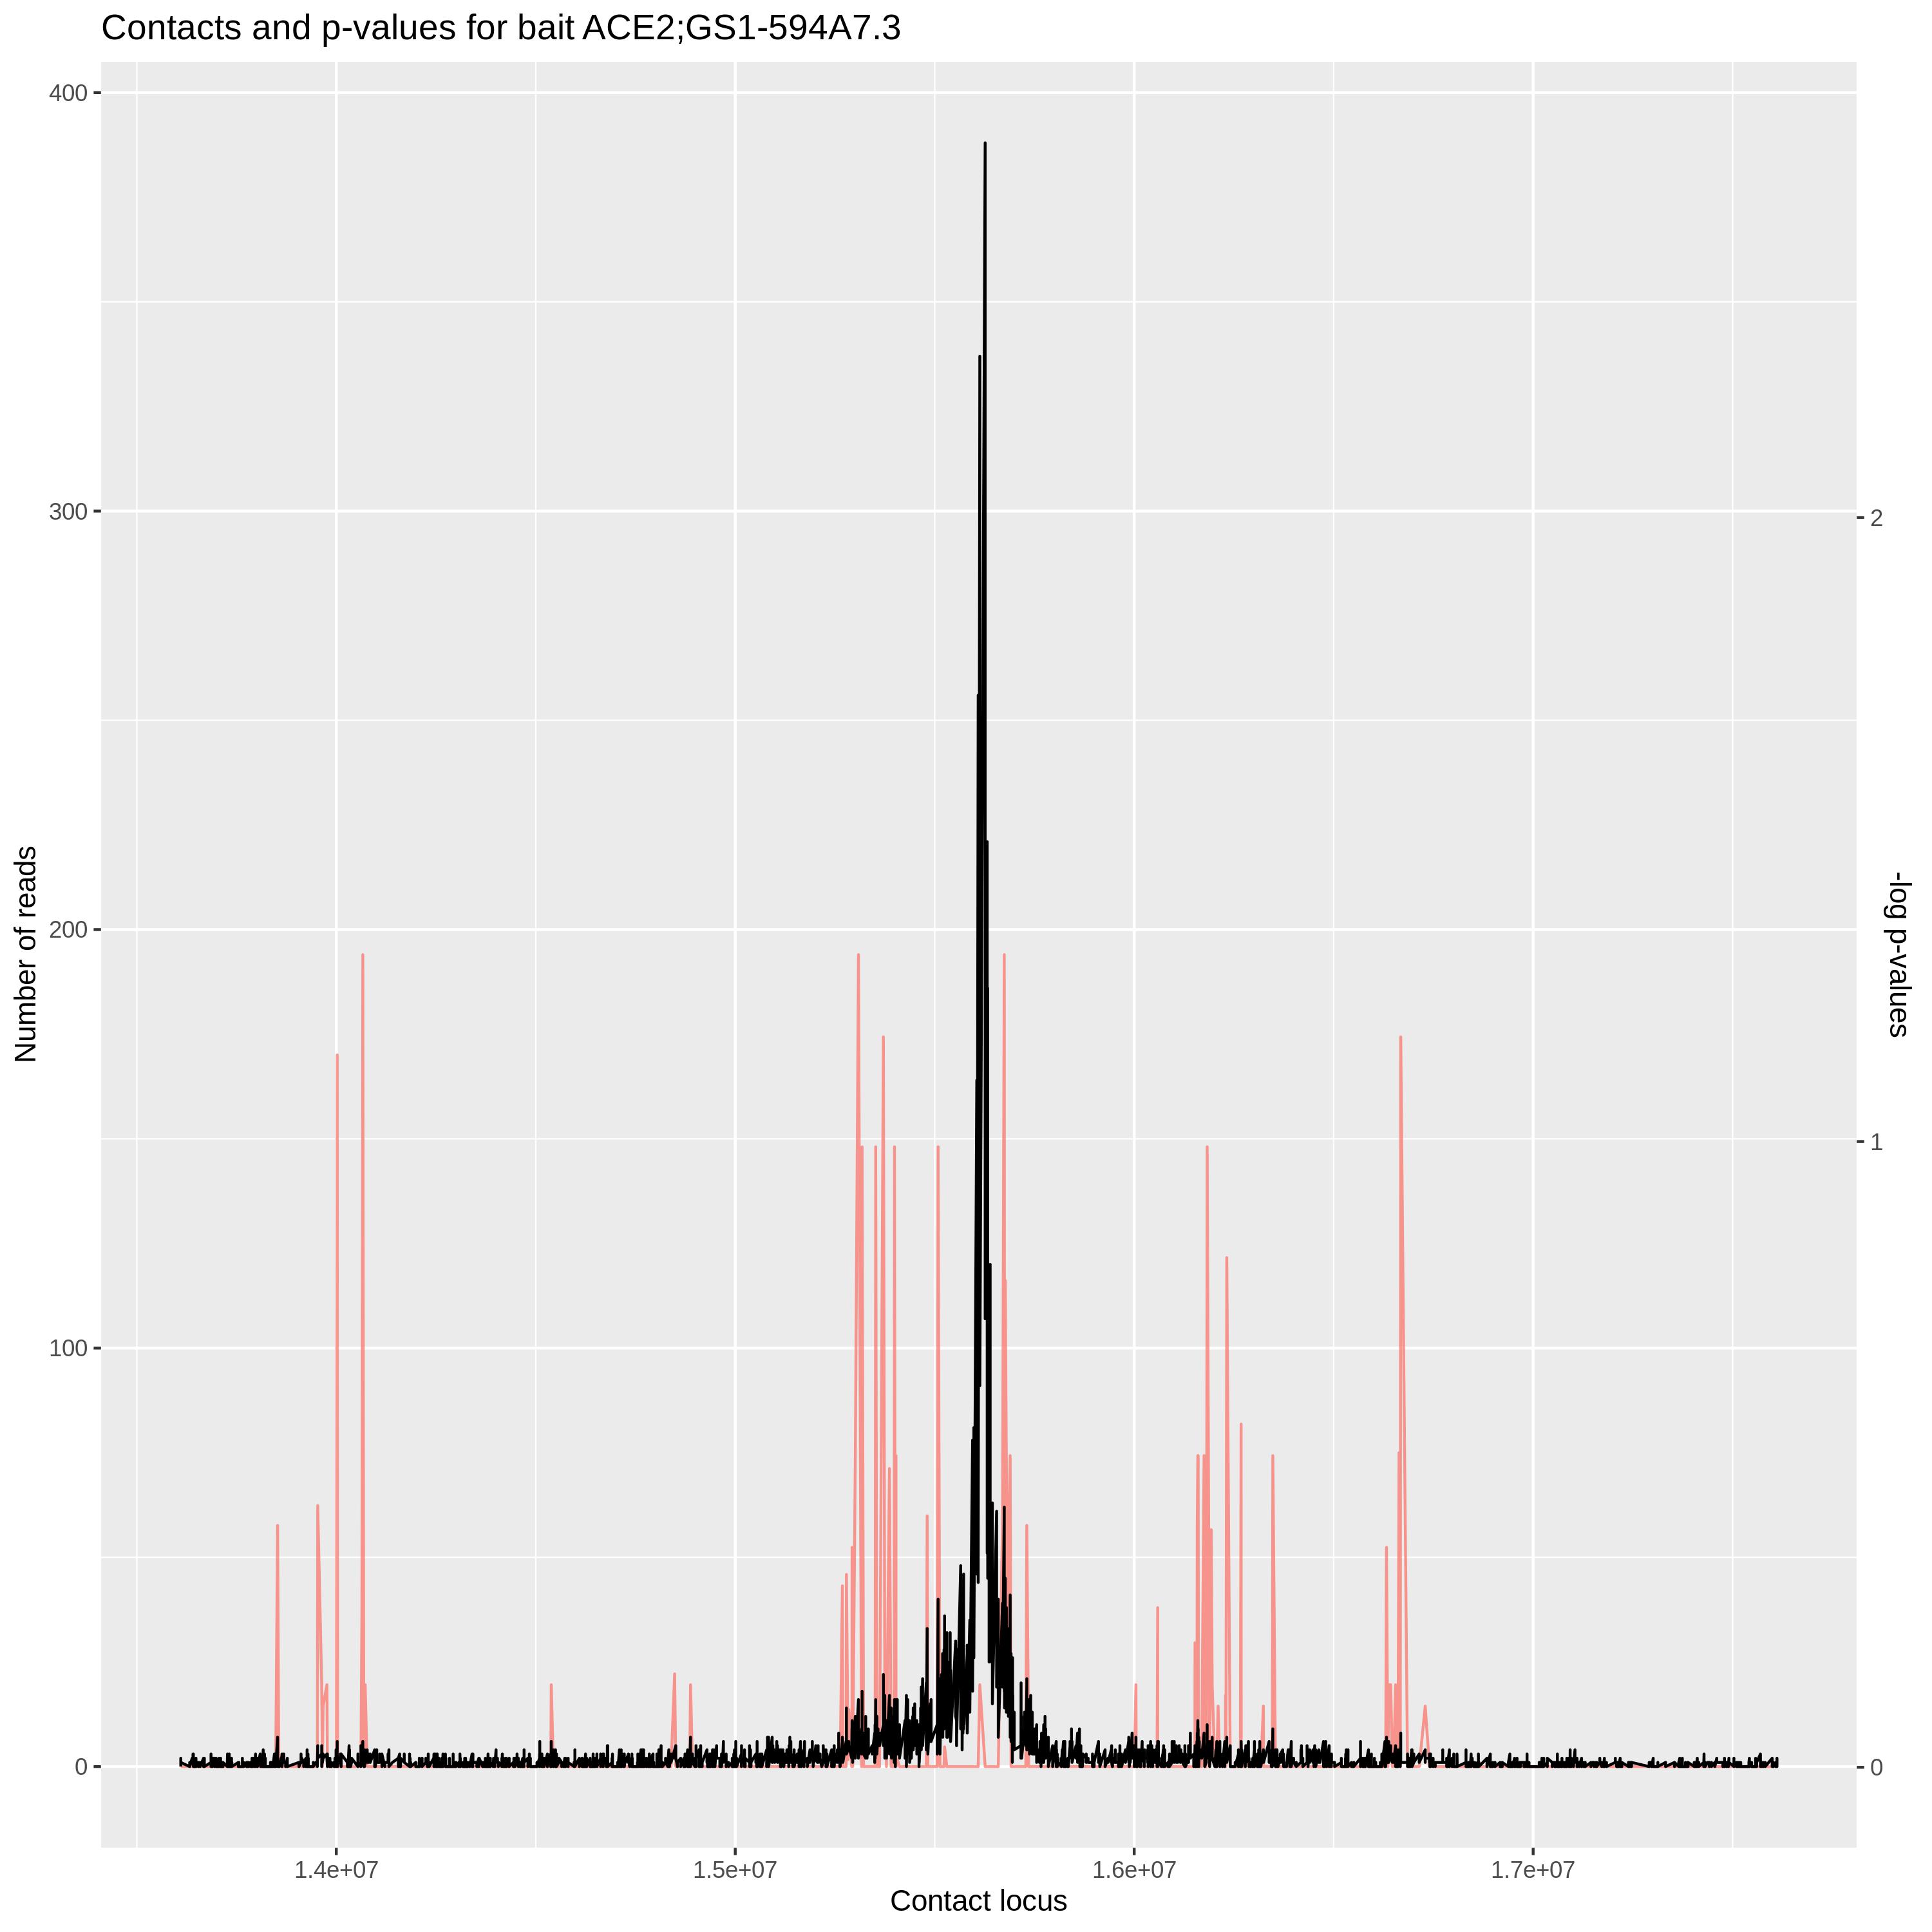 Contacts and p-values for bait ACE2;GS1-594A7.3
400
300
200
100
0
Number of reads
2
1
0
-log p-values
1.4e+07
1.5e+07
1.6e+07
1.7e+07
Contact locus